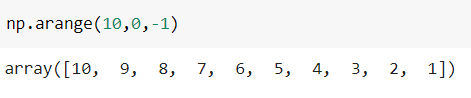 np.arange(10,0,-1)
array([10,  9,  8,  7,  6,  5,  4,  3,  2,  1])